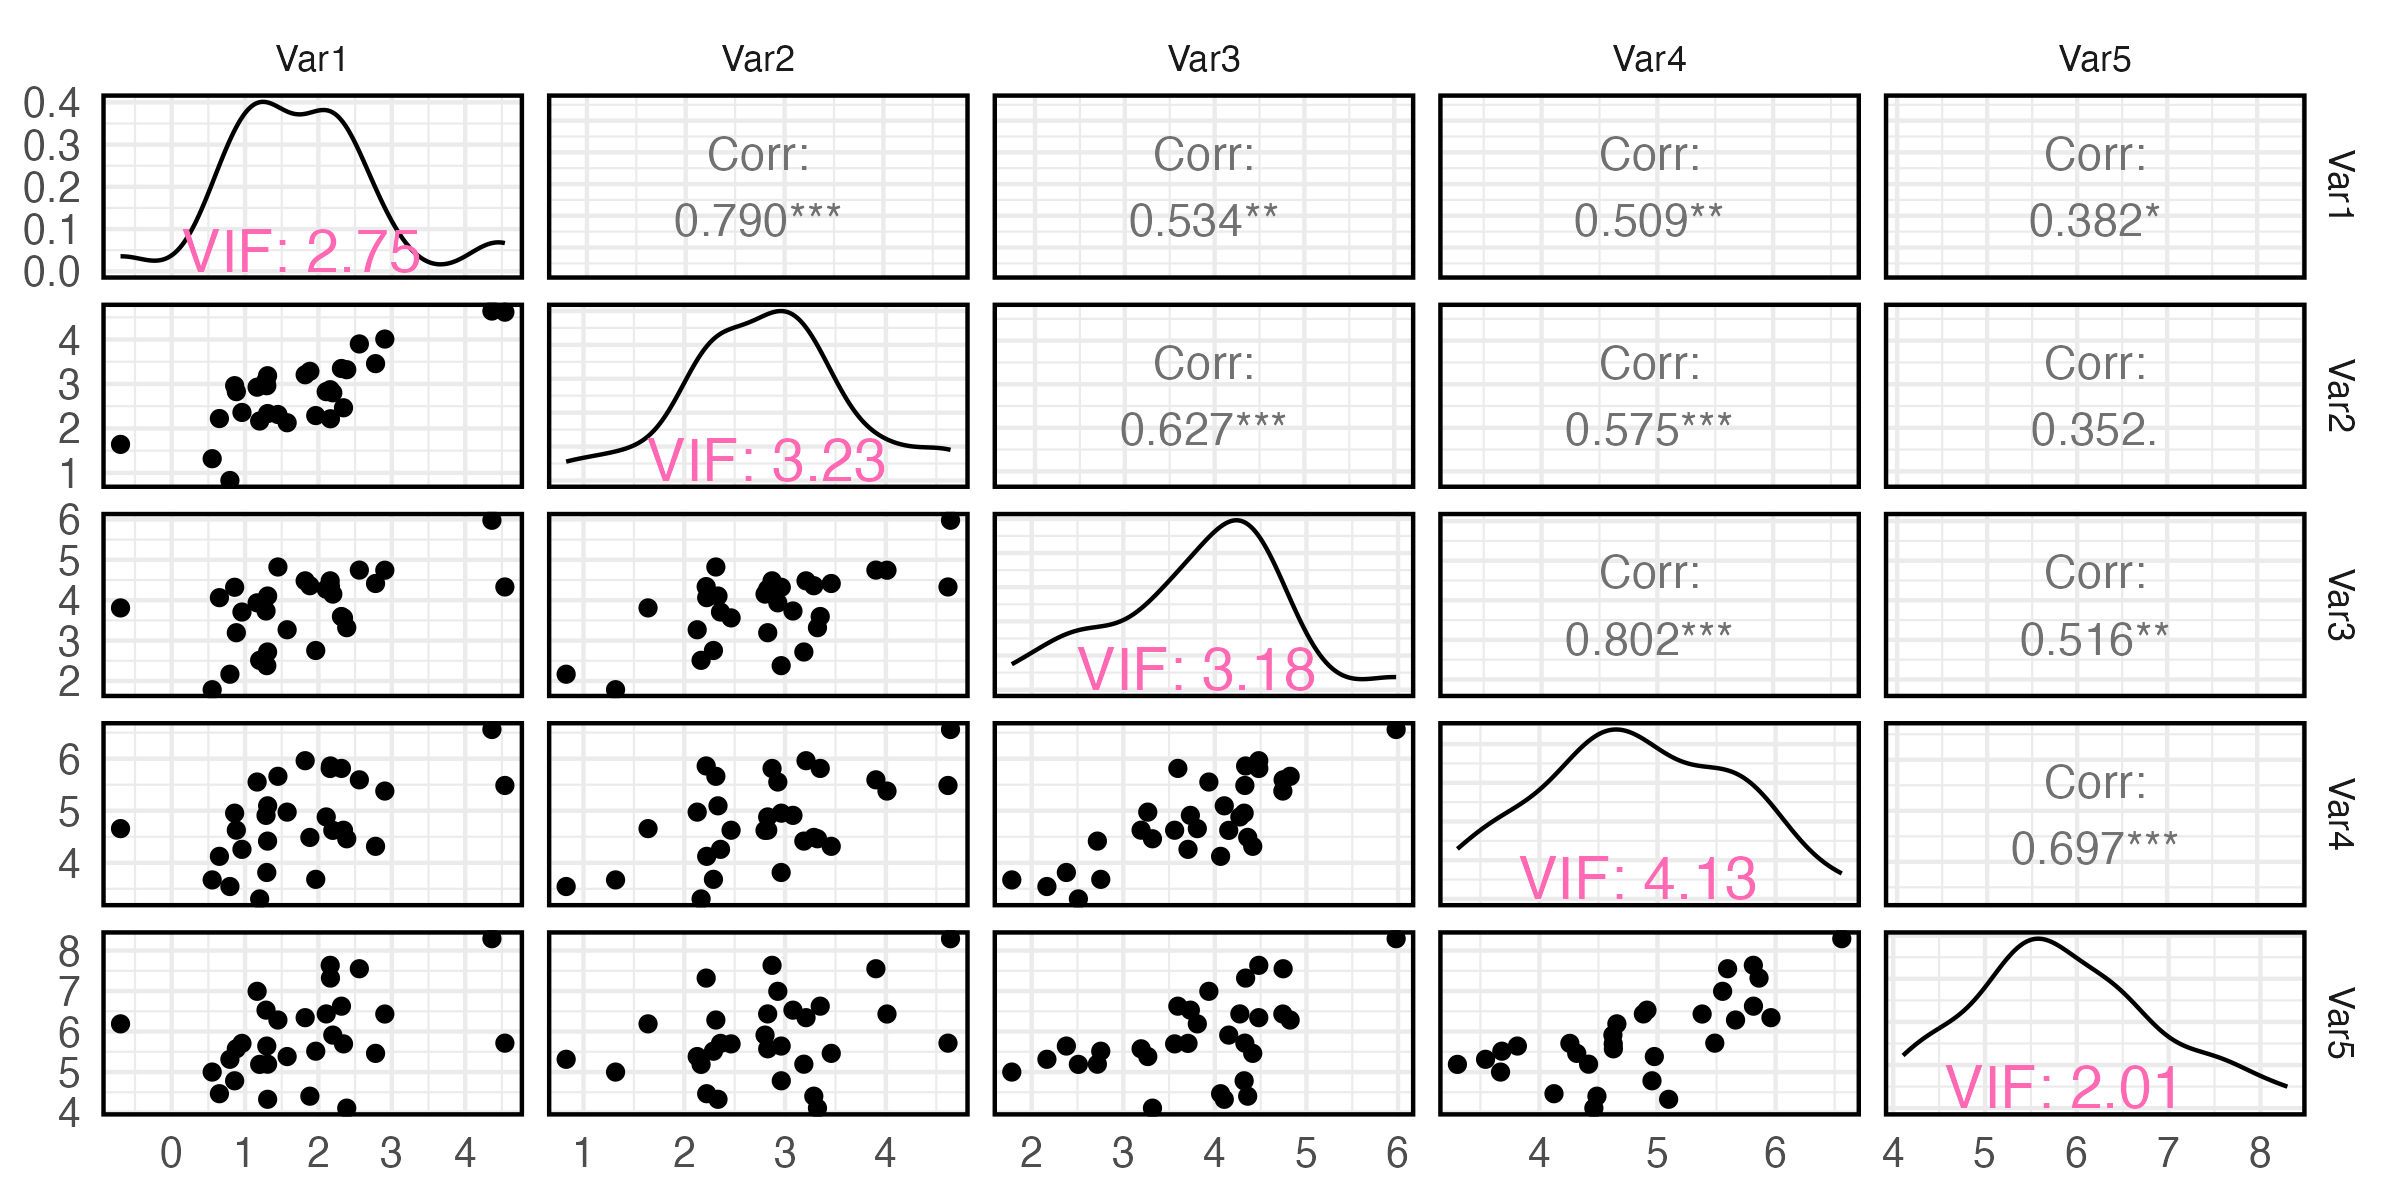 Var1 Var2 Var3 Var4 Var5
0.4
0.3
0.2
0.1
0.0
VIF: 2.75
Corr:
0.790***
Corr:
0.534**
Corr:
0.509**
Corr:
0.382*
Var1
4
3
2
1
VIF: 3.23
Corr:
0.627***
Corr:
0.575***
Corr:
0.352.
Var2
6
5
4
3
2
VIF: 3.18
Corr:
0.802***
Corr:
0.516**
Var3
6
5
4
VIF: 4.13
Corr:
0.697***
Var4
8
7
6
5
4
VIF: 2.01
Var5
0 1 2 3 4
1 2 3 4
2 3 4 5 6
4 5 6
4 5 6 7 8